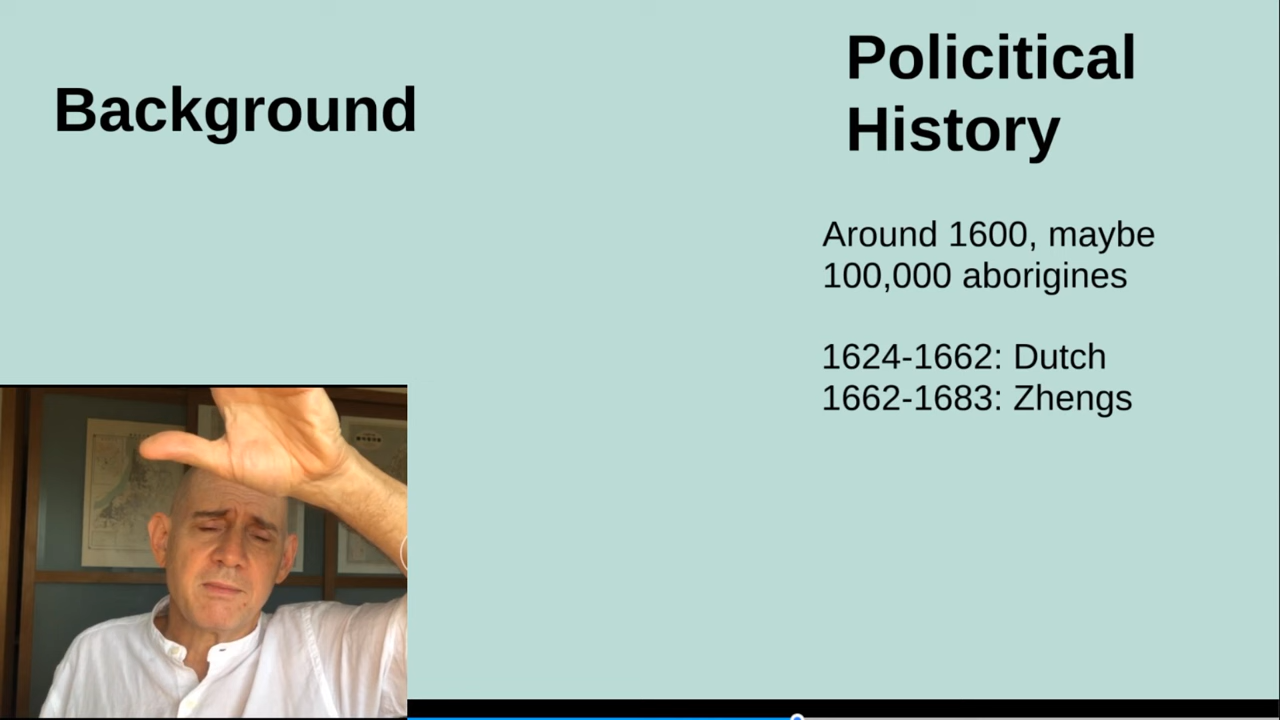 Background
Policitical
History
Around 1600, maybe
100,000 aborigines
1624-1662: Dutch
1662-1683: Zhengs